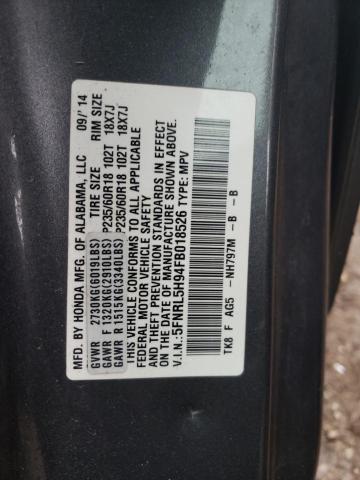 MFD. BY HONDA MFG. OF ALABAMA, LLC 09/'14
TIRE SIZE RIM SIZE
GVWR 2730KG(6019LBS)
GAWR F 1320KG(2910LBS) P235/60R18 102T 18X7J
GAWR R 1515KG(3340LBS) P235/60R18 102T 18X7J
THIS VEHICLE CONFORMS TO ALL APPLICABLE
FEDERAL MOTOR VEHICLE SAFETY
AND THEFT PREVENTION STANDARDS IN EFFECT
ON THE DATE OF MANUFACTURE SHOWN ABOVE.
V.I.N.:5FNRL5H94FB018526 TYPE: MPV
TK8 F AG5 -NH797M -B -B